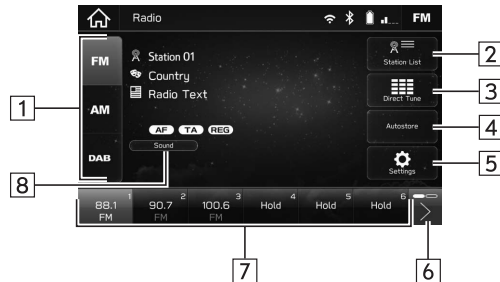 Radio
FM
FM
AM
DAB
Station 01
Country
Radio Text
AF TA REG
Sound
Station List
Direct Tune
Autostore
Settings
1
2
3
4
5
8
88.1 FM 1
90.7 FM 2
100.6 FM 3
Hold 4
Hold 5
Hold 6
7
6